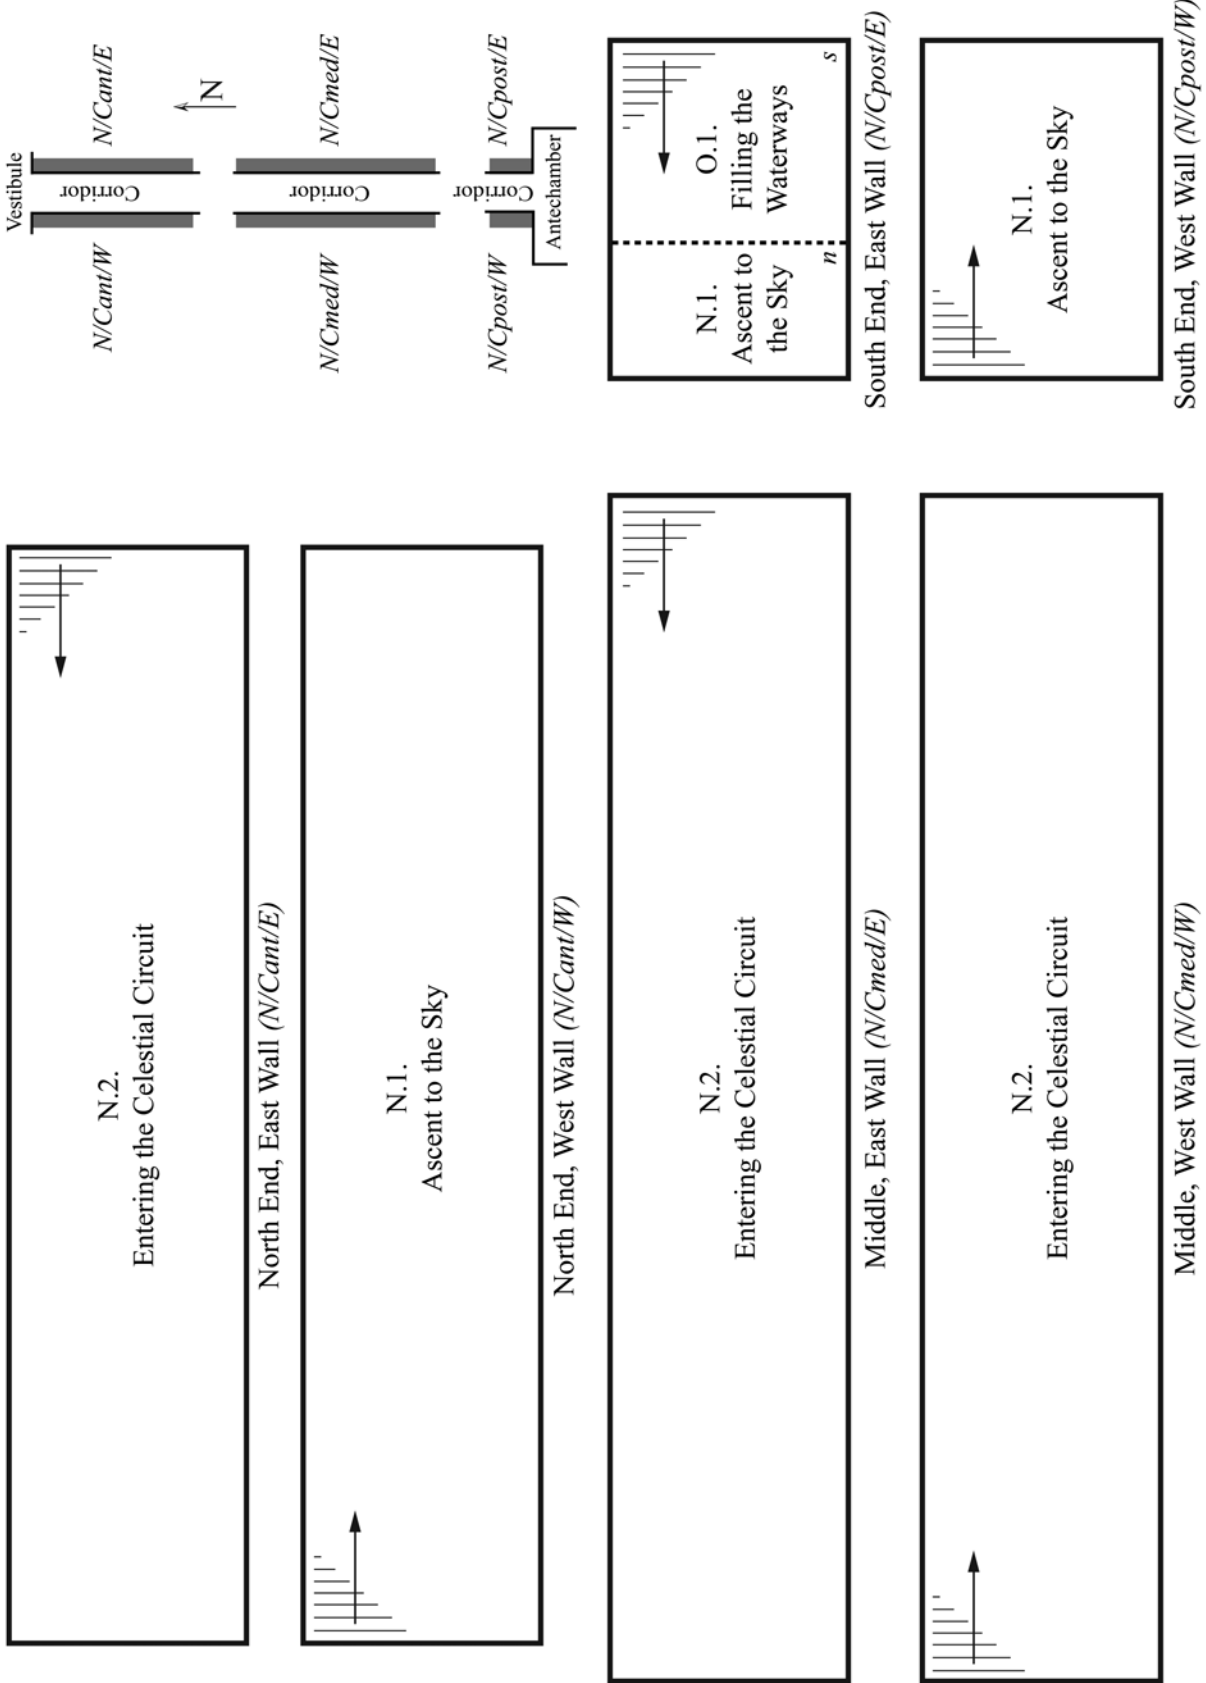 Vestibule
N/Cant/W
Corridor
N/Cant/E
N
N/Cmed/W
Corridor
N/Cmed/E
N/Cpost/W
Corridor
N/Cpost/E
Antechamber
N.2.
Entering the Celestial Circuit
North End, East Wall (N/Cant/E)
N.1.
Ascent to the Sky
North End, West Wall (N/Cant/W)
N.2.
Entering the Celestial Circuit
Middle, East Wall (N/Cmed/E)
N.1.
Ascent to
the Sky
n
O.1.
Filling the
Waterways
s
South End, East Wall (N/Cpost/E)
N.2.
Entering the Celestial Circuit
Middle, West Wall (N/Cmed/W)
N.1.
Ascent to the Sky
South End, West Wall (N/Cpost/W)